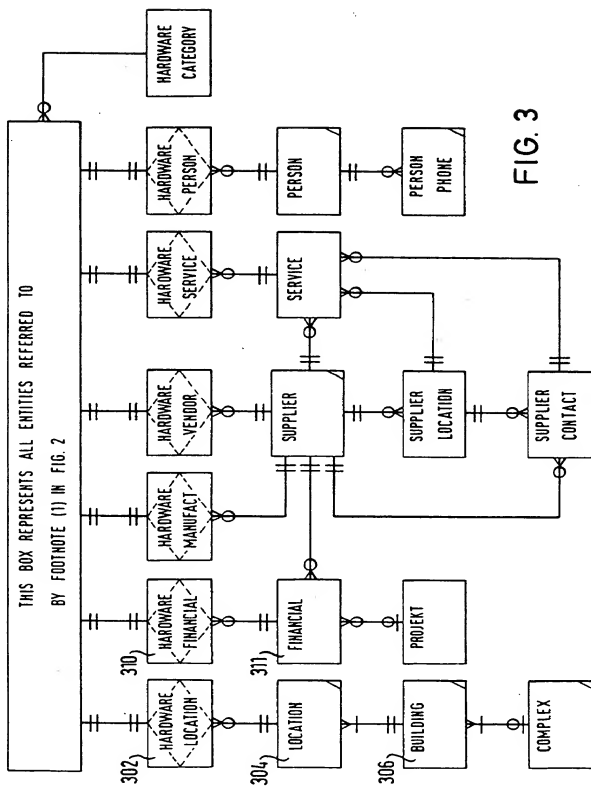 THIS BOX REPRESENTS ALL ENTITIES REFERRED TO
BY FOOTNOTE (1) IN FIG. 2
302
HARDWARE
LOCATION
310
HARDWARE
FINANCIAL
HARDWARE
MANUFACT
HARDWARE
VENDOR
HARDWARE
SERVICE
HARDWARE
PERSON
HARDWARE
CATEGORY
304
LOCATION
311
FINANCIAL
SUPPLIER
SERVICE
PERSON
306
BUILDING
PROJEKT
SUPPLIER
LOCATION
PERSON
PHONE
COMPLEX
SUPPLIER
CONTACT
FIG. 3